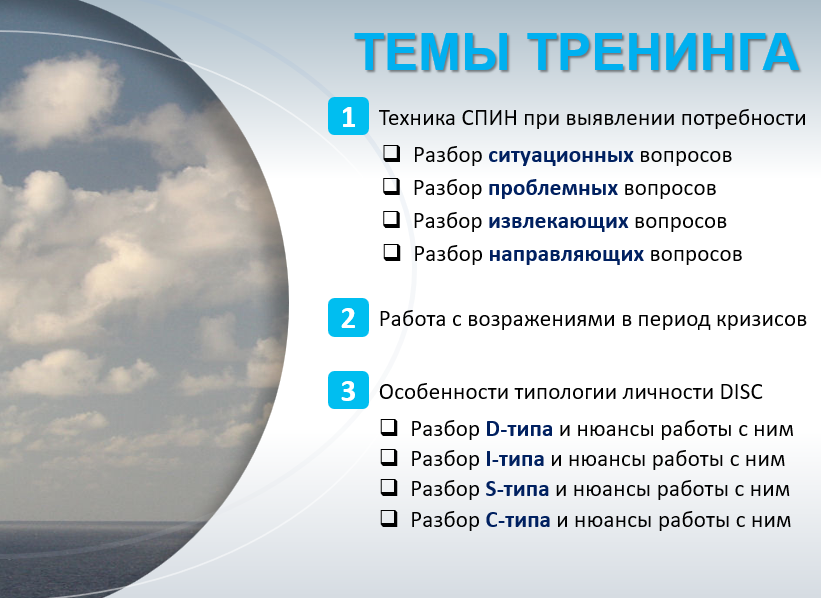 ТЕМЫ ТРЕНИНГА
1 Техника СПИН при выявлении потребности
❑ Разбор ситуационных вопросов
❑ Разбор проблемных вопросов
❑ Разбор извлекающих вопросов
❑ Разбор направляющих вопросов
2 Работа с возражениями в период кризисов
3 Особенности типологии личности DISC
❑ Разбор D-типа и нюансы работы с ним
❑ Разбор I-типа и нюансы работы с ним
❑ Разбор S-типа и нюансы работы с ним
❑ Разбор C-типа и нюансы работы с ним